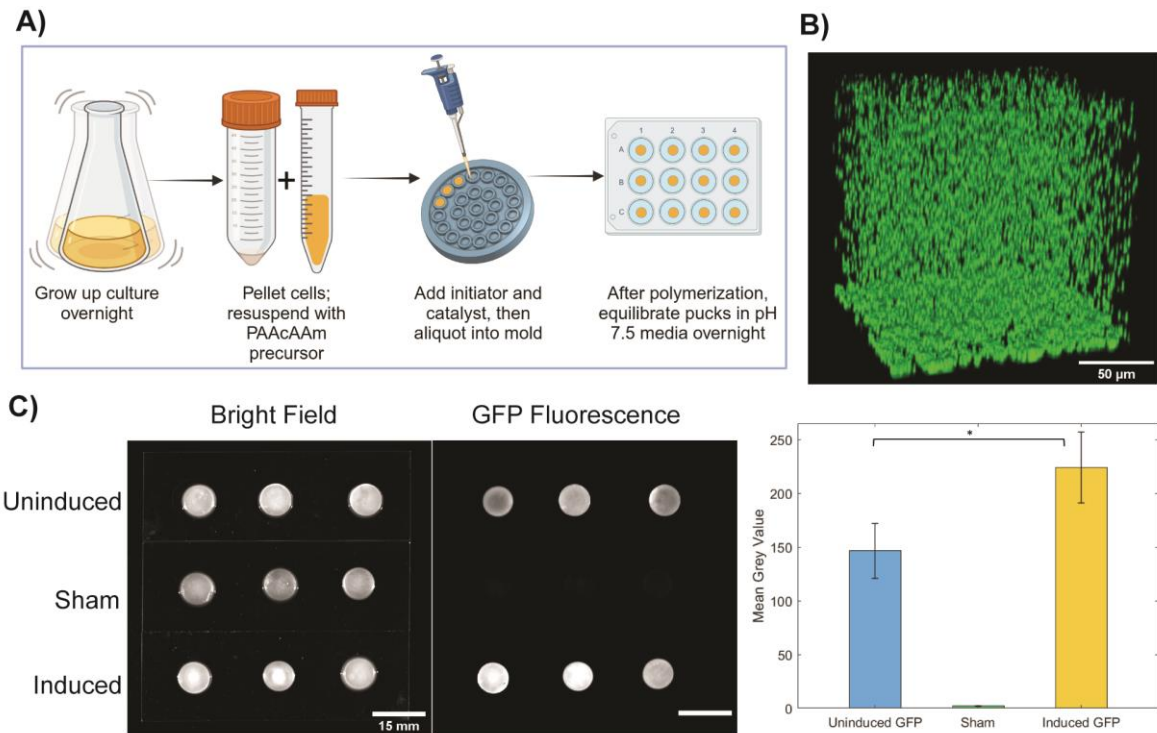 A)
Grow up culture
overnight
+
Pellet cells;
resuspend with
PAAcAAm
precursor
Add initiator and
catalyst, then
aliquot into mold
1 2 3 4
A
B
C
After polymerization,
equilibrate pucks in pH
7.5 media overnight
B)
50 µm
C)
Bright Field
GFP Fluorescence
Uninduced
Sham
Induced
15 mm
Mean Grey Value
250
200
150
100
50
0
*
Uninduced GFP
Sham
Induced GFP